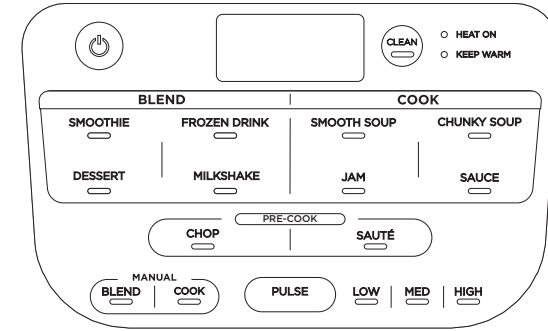 CLEAN
HEAT ON
KEEP WARM
BLEND COOK
SMOOTHIE FROZEN DRINK SMOOTH SOUP CHUNKY SOUP
DESSERT MILKSHAKE JAM SAUCE
PRE-COOK
CHOP SAUTÉ
MANUAL
BLEND COOK PULSE LOW MED HIGH